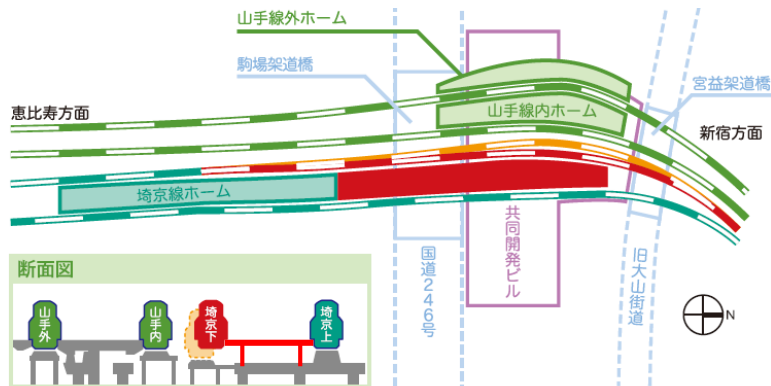 山手線外ホーム
駒場架道橋
宮益架道橋
恵比寿方面
山手線内ホーム
新宿方面
埼京線ホーム
共同開発ビル
国道246号
旧大山街道
N
断面図
山手外
山手内
埼京下
埼京上